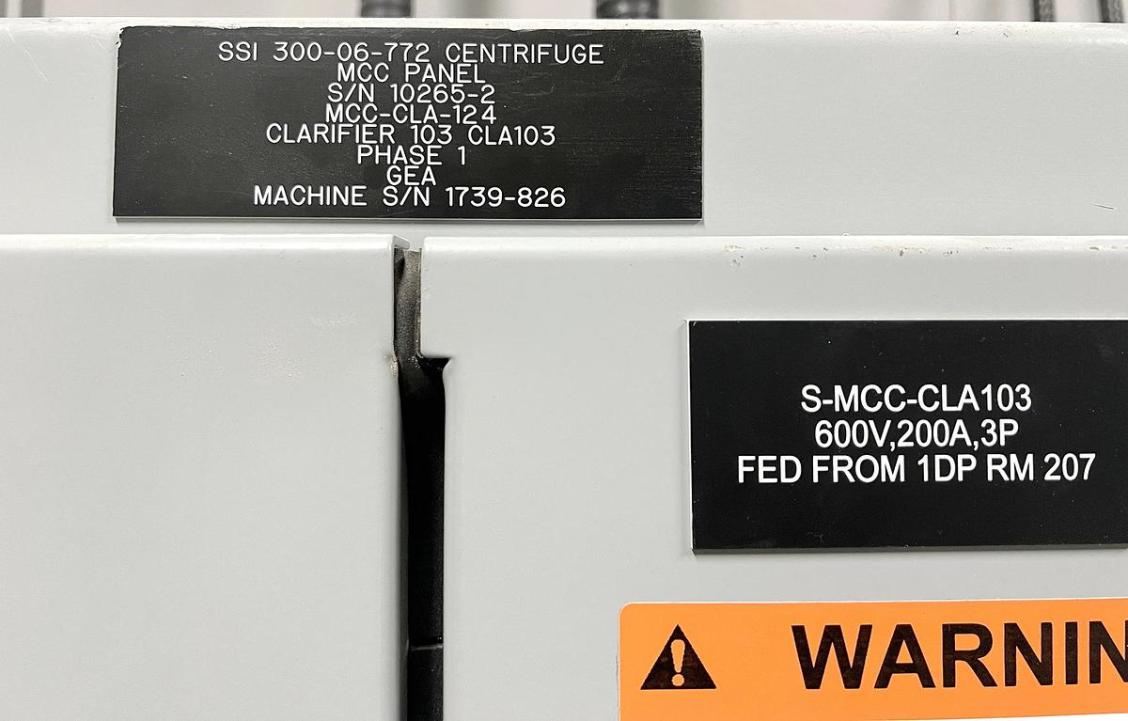 SSI 300-06-772 CENTRIFUGE
MCC PANEL
S/N 10265-2
MCC-CLA-124
CLARIFIER 103 CLA103
PHASE 1
GEA
MACHINE S/N 1739-826
S-MCC-CLA103
600V,200A,3P
FED FROM 1DP RM 207
WARNIN